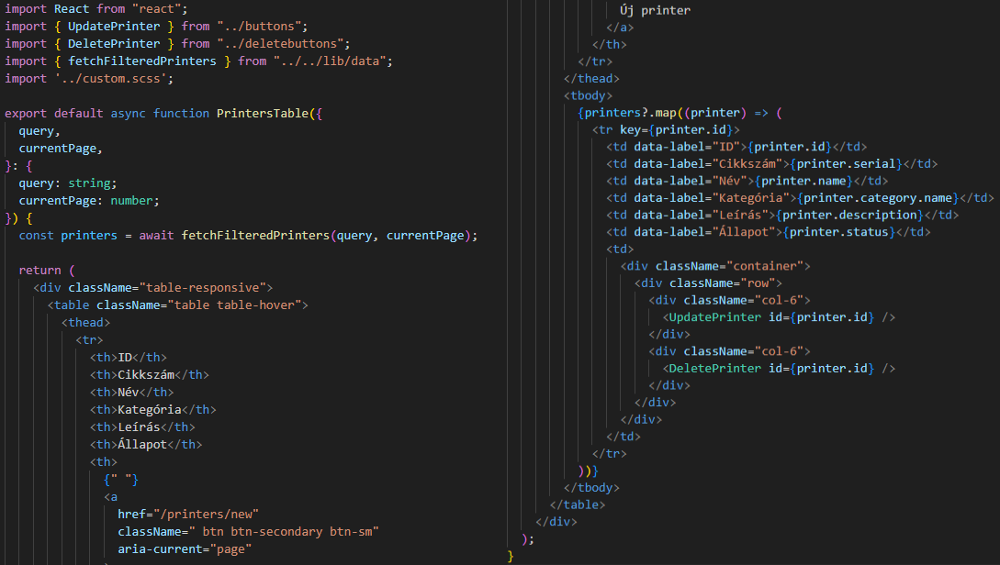 import React from "react";
import { UpdatePrinter } from "../buttons";
import { DeletePrinter } from "../deletebuttons";
import { fetchFilteredPrinters } from "../../lib/data";
import '../custom.scss';

export default async function PrintersTable({
  query,
  currentPage,
}: {
  query: string;
  currentPage: number;
}) {
  const printers = await fetchFilteredPrinters(query, currentPage);

  return (
    <div className="table-responsive">
      <table className="table table-hover">
        <thead>
          <tr>
            <th>ID</th>
            <th>Cikkszám</th>
            <th>Név</th>
            <th>Kategória</th>
            <th>Leírás</th>
            <th>Állapot</th>
            <th>
              {" "}
              <a
                href="/printers/new"
                className=" btn btn-secondary btn-sm"
                aria-current="page"
                Új printer
              </a>
            </th>
          </tr>
        </thead>
        <tbody>
          {printers?.map((printer) => (
            <tr key={printer.id}>
              <td data-label="ID">{printer.id}</td>
              <td data-label="Cikkszám">{printer.serial}</td>
              <td data-label="Név">{printer.name}</td>
              <td data-label="Kategória">{printer.category.name}</td>
              <td data-label="Leírás">{printer.description}</td>
              <td data-label="Állapot">{printer.status}</td>
              <td>
                <div className="container">
                  <div className="row">
                    <div className="col-6">
                      <UpdatePrinter id={printer.id} />
                    </div>
                    <div className="col-6">
                      <DeletePrinter id={printer.id} />
                    </div>
                  </div>
                </div>
              </td>
            </tr>
          ))}
        </tbody>
      </table>
    </div>
  );
}